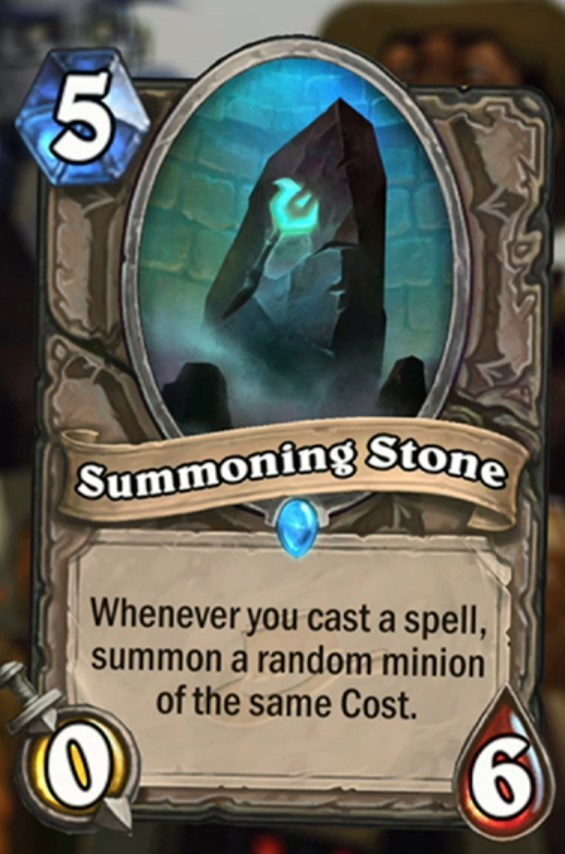 5
Summoning Stone
Whenever you cast a spell,
summon a random minion
of the same Cost.
0
6